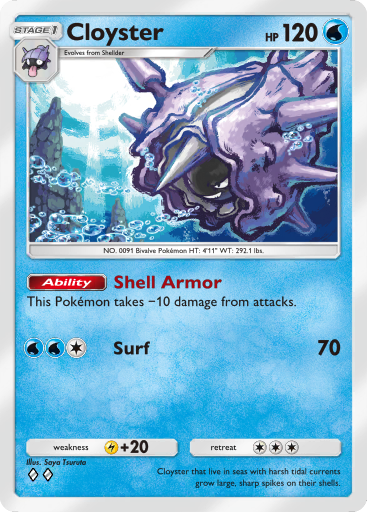 STAGE 1
Cloyster
HP 120
Evolves from Shellder
NO. 0091 Bivalve Pokémon HT: 4'11" WT: 292.1 lbs.
Ability Shell Armor
This Pokémon takes −10 damage from attacks.
Surf 70
weakness +20 retreat
Illus. Saya Tsuruta
Cloyster that live in seas with harsh tidal currents
grow large, sharp spikes on their shells.